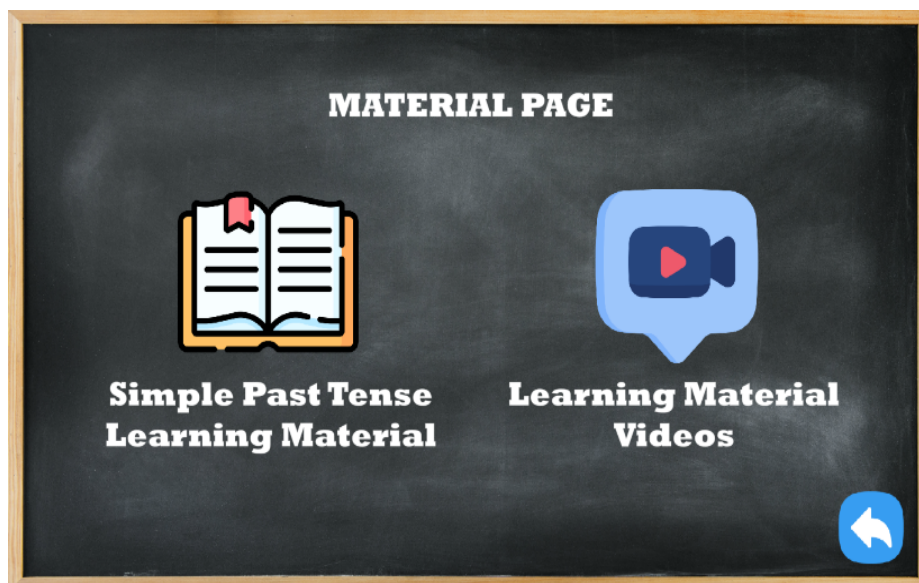 MATERIAL PAGE
Simple Past Tense
Learning Material
Learning Material
Videos